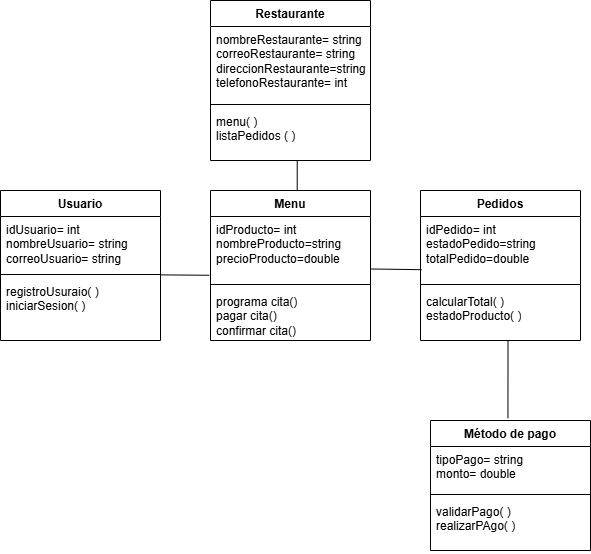 Restaurante
nombreRestaurante= string
correoRestaurante= string
direccionRestaurante=string
telefonoRestaurante= int
menu( )
listaPedidos ( )
Usuario
idUsuario= int
nombreUsuario= string
correoUsuario= string
registroUsuraio( )
iniciarSesion( )
Menu
idProducto= int
nombreProducto=string
precioProducto=double
programa cita()
pagar cita()
confirmar cita()
Pedidos
idPedido= int
estadoPedido=string
totalPedido=double
calcularTotal( )
estadoProducto( )
Método de pago
tipoPago= string
monto= double
validarPago( )
realizarPAgo( )